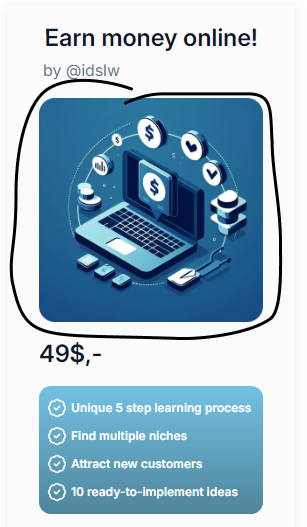 Earn money online!
by @idslw
$
$
$
49$,-
Unique 5 step learning process
Find multiple niches
Attract new customers
10 ready-to-implement ideas